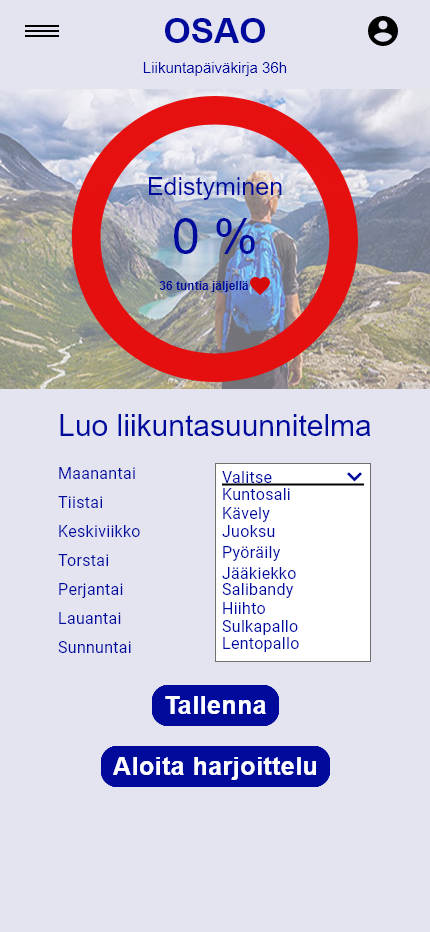 OSAO
Liikuntapäiväkirja 36h
Edistyminen
0 %
36 tuntia jäljellä
Luo liikuntasuunnitelma
Maanantai
Tiistai
Keskiviikko
Torstai
Perjantai
Lauantai
Sunnuntai
Valitse
Kuntosali
Kävely
Juoksu
Pyöräily
Jääkiekko
Salibandy
Hiihto
Sulkapallo
Lentopallo
Tallenna
Aloita harjoittelu